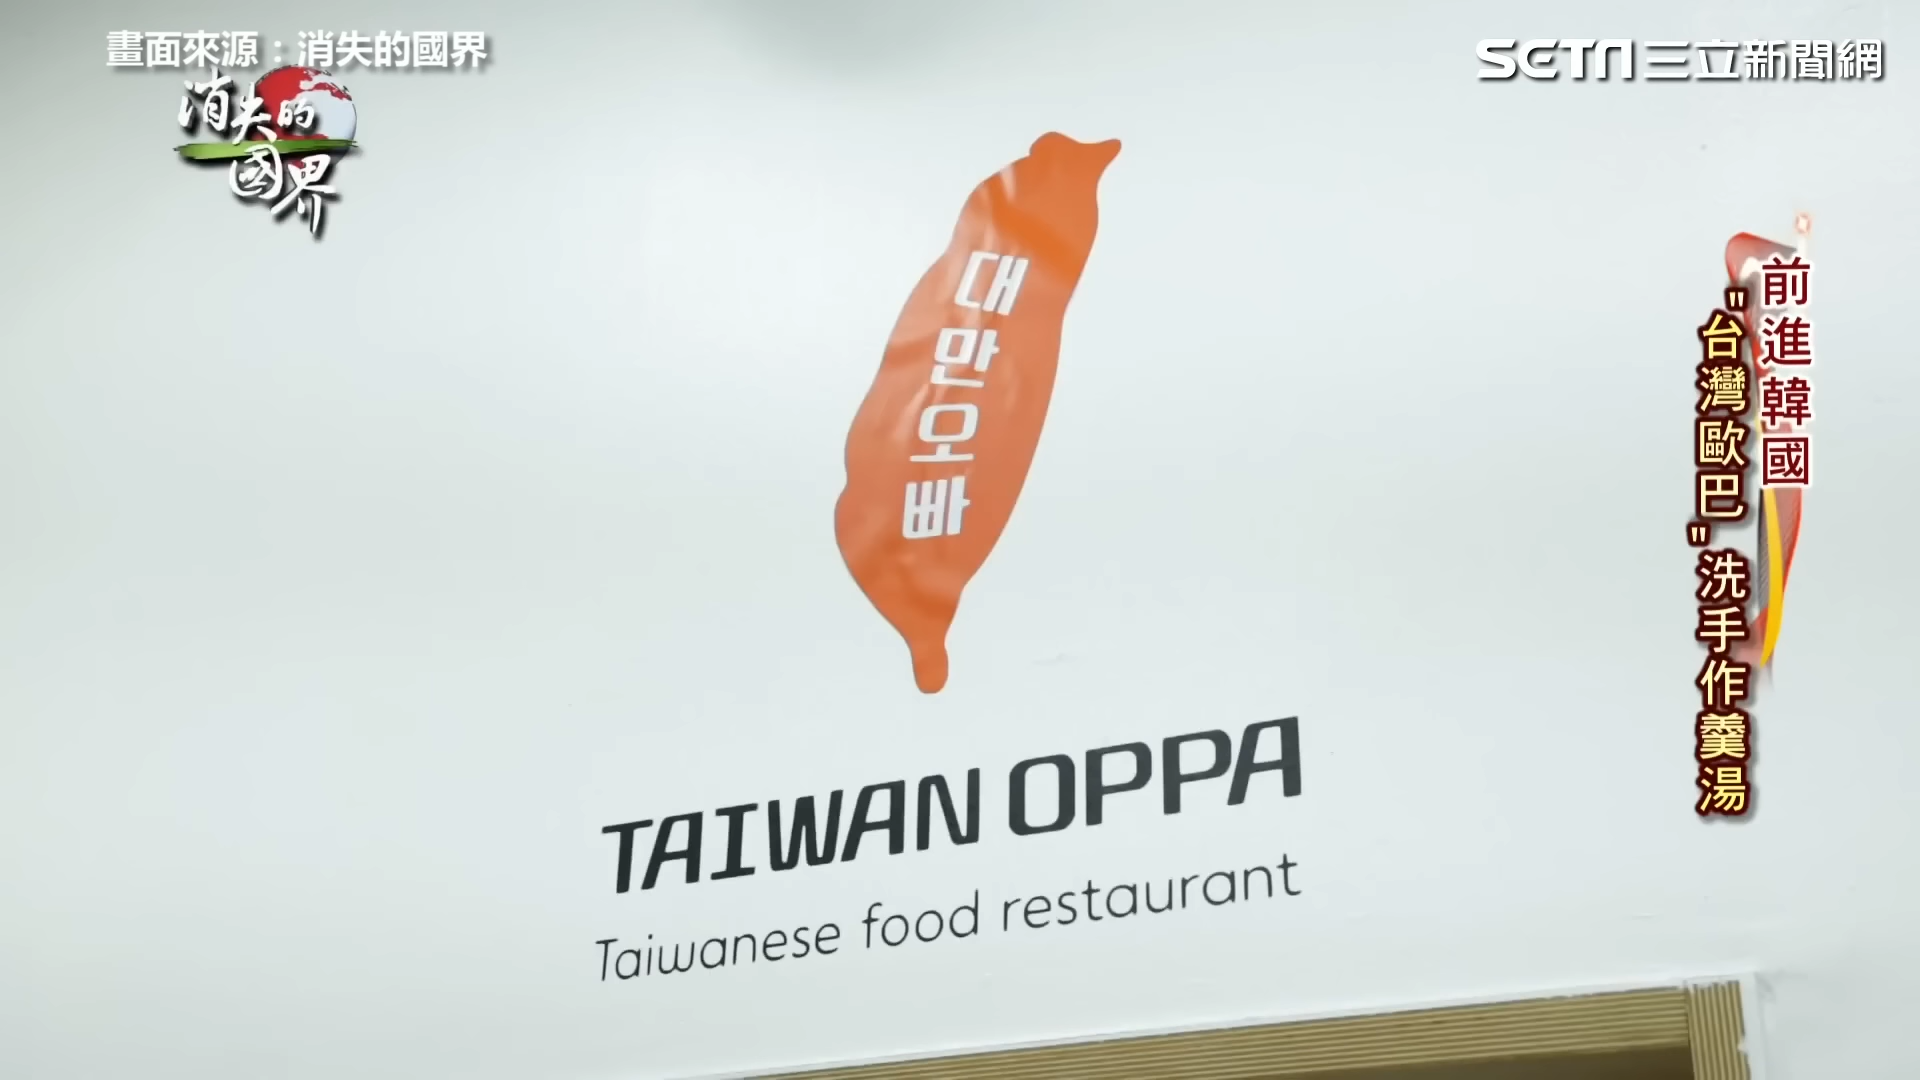 畫面來源：消失的國界
消失的
國界
SETN三立新聞網
대만오빠
TAIWAN OPPA
Taiwanese food restaurant
前進韓國
"台灣歐巴"洗手作羹湯